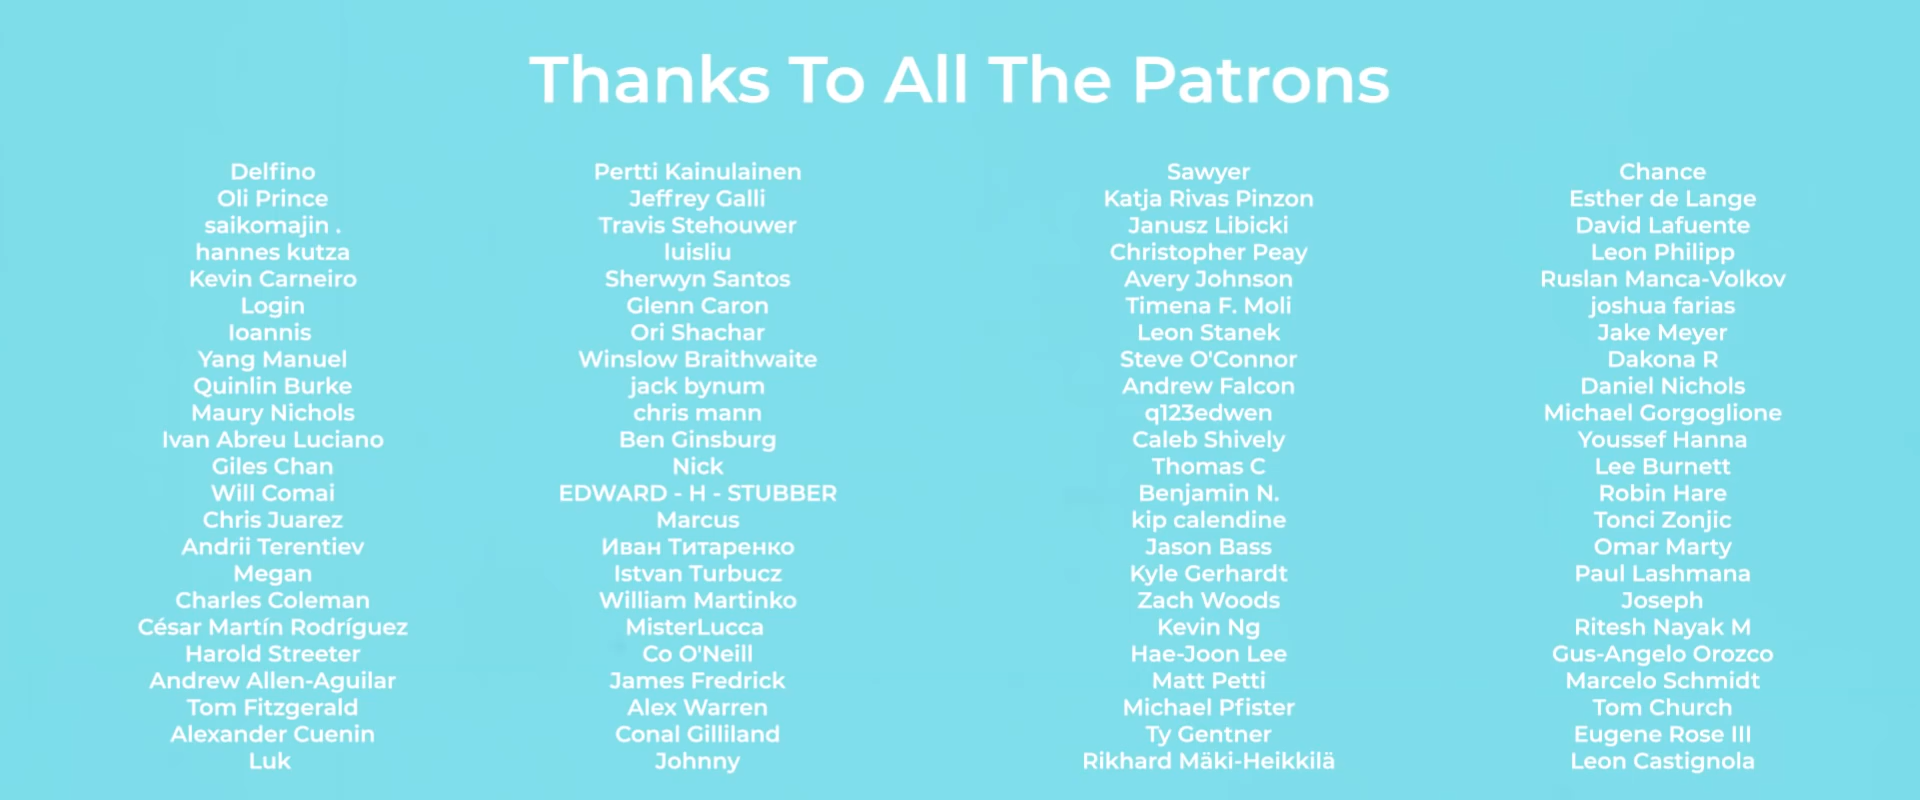 Thanks To All The Patrons
Delfino
Oli Prince
saikomajin .
hannes kutza
Kevin Carneiro
Login
Ioannis
Yang Manuel
Quinlin Burke
Maury Nichols
Ivan Abreu Luciano
Giles Chan
Will Comai
Chris Juarez
Andrii Terentiev
Megan
Charles Coleman
César Martín Rodríguez
Harold Streeter
Andrew Allen-Aguilar
Tom Fitzgerald
Alexander Cuenin
Luk
Pertti Kainulainen
Jeffrey Galli
Travis Stehouwer
luisliu
Sherwyn Santos
Glenn Caron
Ori Shachar
Winslow Braithwaite
jack bynum
chris mann
Ben Ginsburg
Nick
EDWARD - H - STUBBER
Marcus
Иван Титаренко
Istvan Turbucz
William Martinko
MisterLucca
Co O'Neill
James Fredrick
Alex Warren
Conal Gilliland
Johnny
Sawyer
Katja Rivas Pinzon
Janusz Libicki
Christopher Peay
Avery Johnson
Timena F. Moli
Leon Stanek
Steve O'Connor
Andrew Falcon
q123edwen
Caleb Shively
Thomas C
Benjamin N.
kip calendine
Jason Bass
Kyle Gerhardt
Zach Woods
Kevin Ng
Hae-Joon Lee
Matt Petti
Michael Pfister
Ty Gentner
Rikhard Mäki-Heikkilä
Chance
Esther de Lange
David Lafuente
Leon Philipp
Ruslan Manca-Volkov
joshua farias
Jake Meyer
Dakona R
Daniel Nichols
Michael Gorgoglione
Youssef Hanna
Lee Burnett
Robin Hare
Tonci Zonjic
Omar Marty
Paul Lashmana
Joseph
Ritesh Nayak M
Gus-Angelo Orozco
Marcelo Schmidt
Tom Church
Eugene Rose III
Leon Castignola